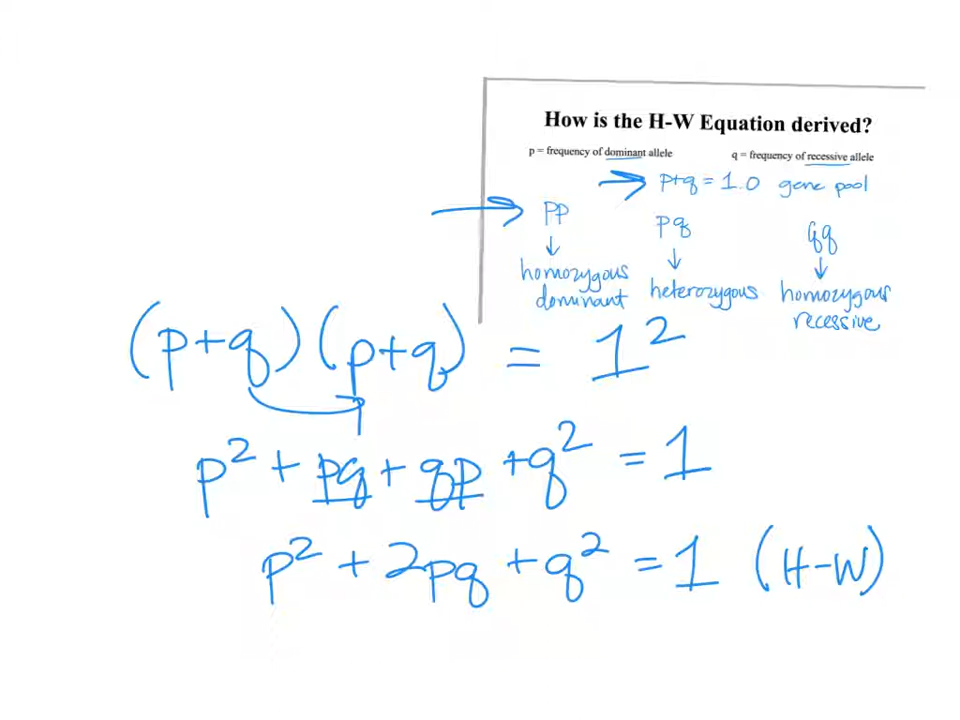 How is the H-W Equation derived?
p = frequency of dominant allele q = frequency of recessive allele
p+q = 1.0 gene pool
pp pq qq
homozygous dominant heterozygous homozygous recessive
(p+q)(p+q) = 1²
p² + pq + qp + q² = 1
p² + 2pq + q² = 1 (H-W)